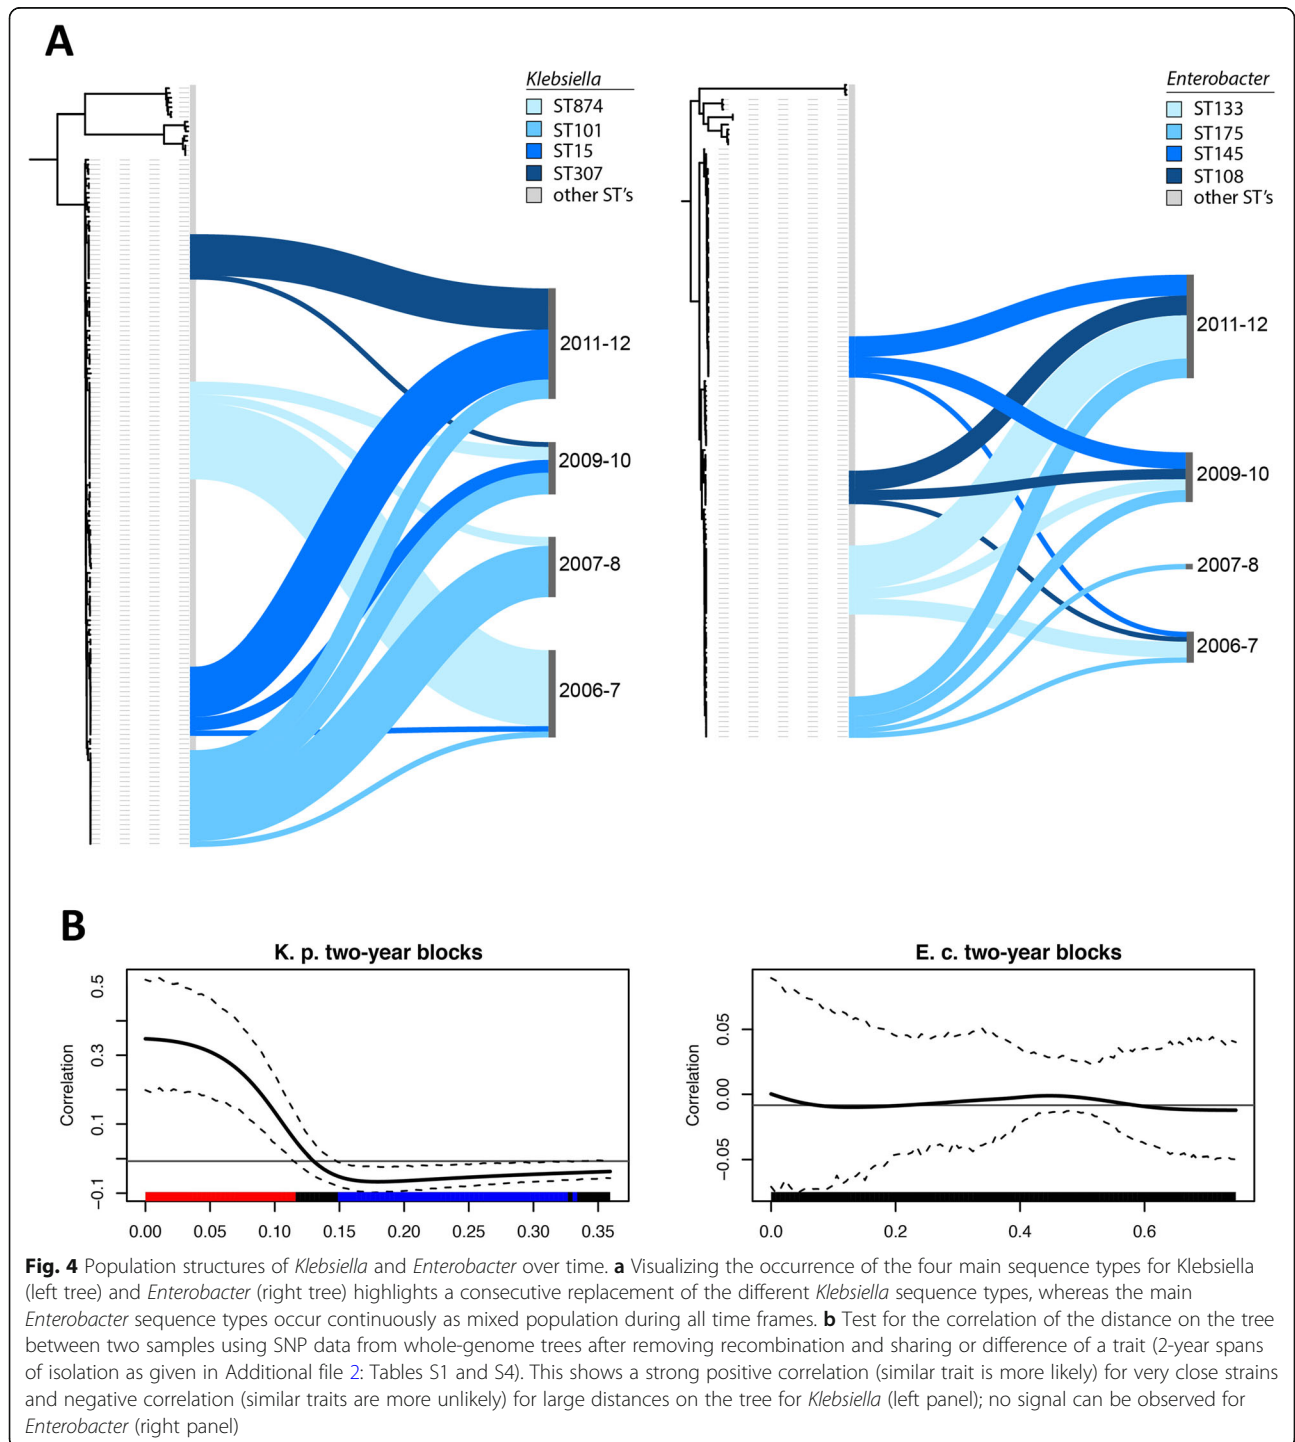 A
Klebsiella
ST874
ST101
ST15
ST307
other ST's
2011-12
2009-10
2007-8
2006-7
Enterobacter
ST133
ST175
ST145
ST108
other ST's
2011-12
2009-10
2007-8
2006-7
B
K. p. two-year blocks
Correlation
0.5
0.3
0.1
−0.1
0.00 0.05 0.10 0.15 0.20 0.25 0.30 0.35
E. c. two-year blocks
Correlation
0.05
0.00
−0.05
0.0 0.2 0.4 0.6
Fig. 4 Population structures of Klebsiella and Enterobacter over time. a Visualizing the occurrence of the four main sequence types for Klebsiella
(left tree) and Enterobacter (right tree) highlights a consecutive replacement of the different Klebsiella sequence types, whereas the main
Enterobacter sequence types occur continuously as mixed population during all time frames. b Test for the correlation of the distance on the tree
between two samples using SNP data from whole-genome trees after removing recombination and sharing or difference of a trait (2-year spans
of isolation as given in Additional file 2: Tables S1 and S4). This shows a strong positive correlation (similar trait is more likely) for very close strains
and negative correlation (similar traits are more unlikely) for large distances on the tree for Klebsiella (left panel); no signal can be observed for
Enterobacter (right panel)